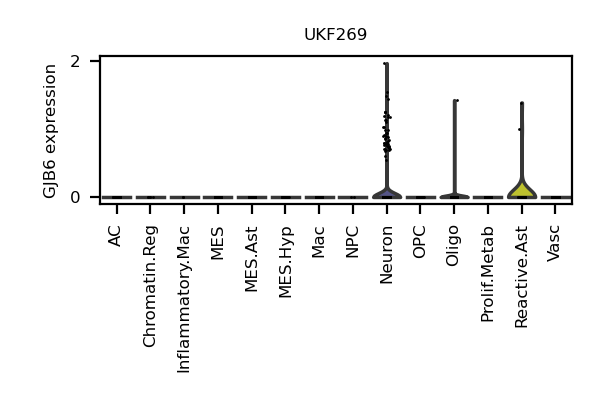 UKF269
GJB6 expression
2
0
AC
Chromatin.Reg
Inflammatory.Mac
MES
MES.Ast
MES.Hyp
Mac
NPC
Neuron
OPC
Oligo
Prolif.Metab
Reactive.Ast
Vasc